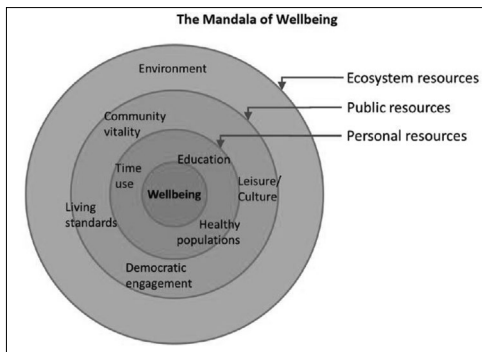 The Mandala of Wellbeing
Environment
Ecosystem resources
Public resources
Personal resources
Community
vitality
Education
Time
use
Wellbeing
Leisure/
Culture
Living
standards
Healthy
populations
Democratic
engagement